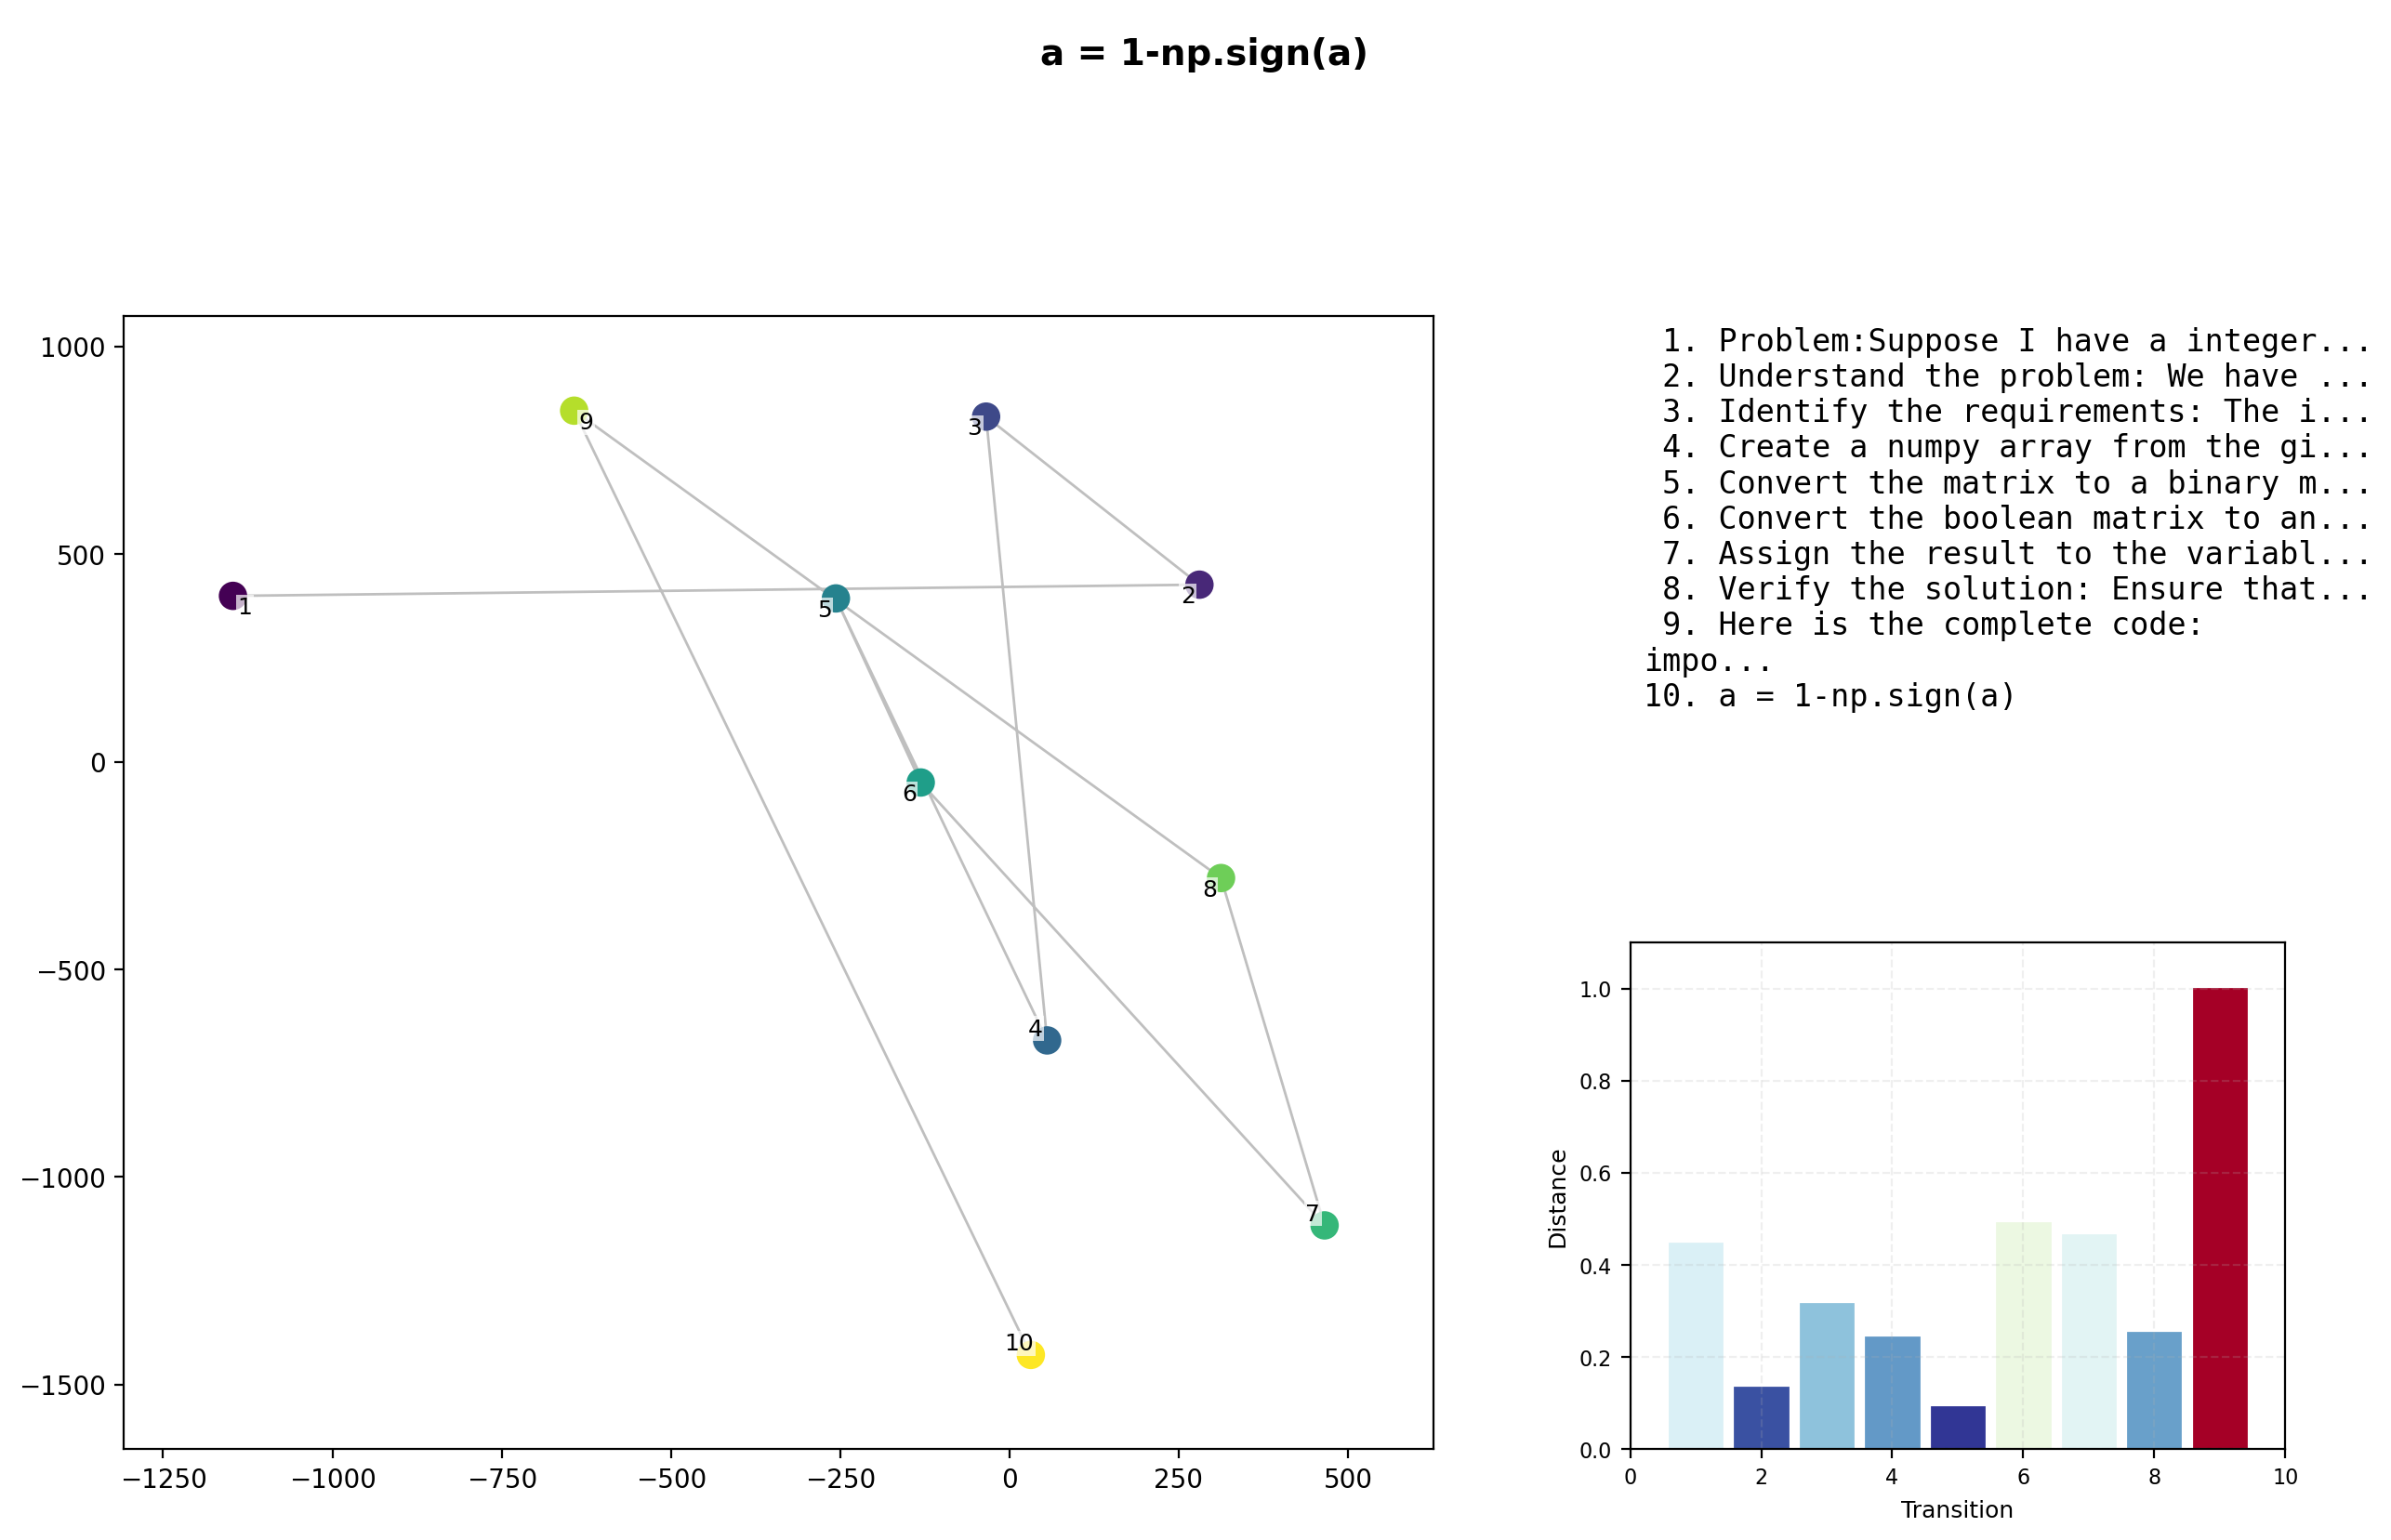 a = 1-np.sign(a)
1000
500
0
−500
−1000
−1500
−1250
−1000
−750
−500
−250
0
250
500
1
2
3
4
5
6
7
8
9
10
1. Problem:Suppose I have a integer...
2. Understand the problem: We have ...
3. Identify the requirements: The i...
4. Create a numpy array from the gi...
5. Convert the matrix to a binary m...
6. Convert the boolean matrix to an...
7. Assign the result to the variabl...
8. Verify the solution: Ensure that...
9. Here is the complete code:
impo...
10. a = 1-np.sign(a)
Distance
1.0
0.8
0.6
0.4
0.2
0.0
0
2
4
6
8
10
Transition